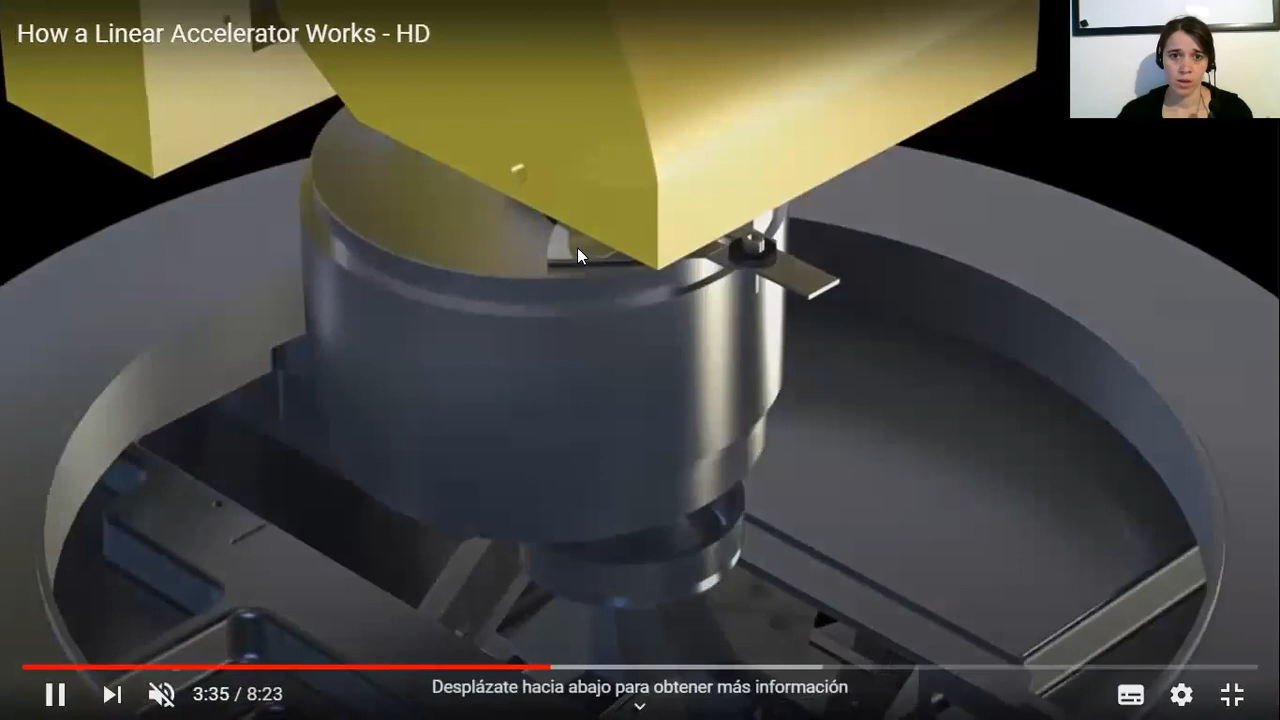 How a Linear Accelerator Works - HD
3:35 / 8:23
Desplázate hacia abajo para obtener más información